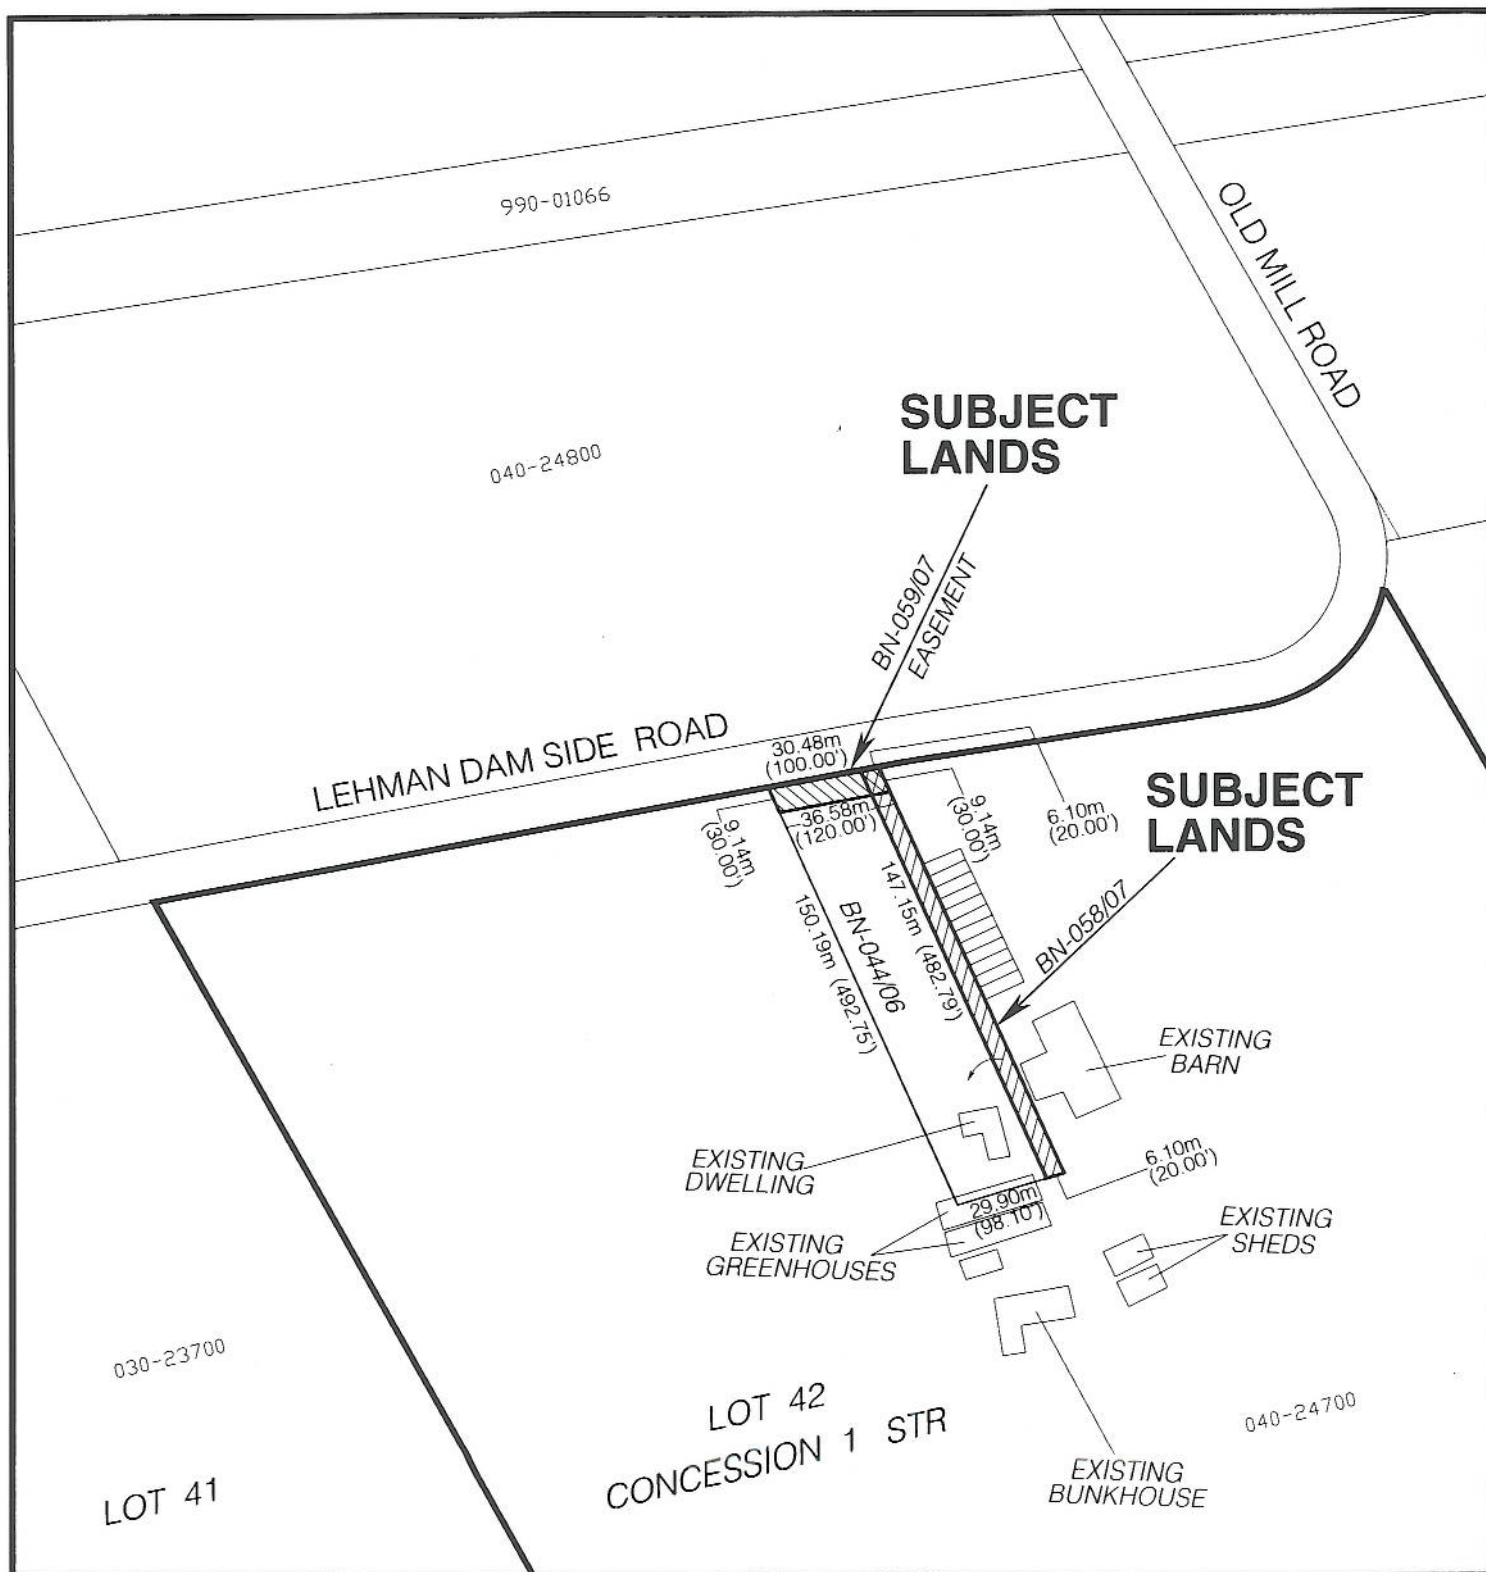 990-01066
OLD MILL ROAD
SUBJECT
LANDS
040-24800
BN-059/07
EASEMENT
LEHMAN DAM SIDE ROAD
30.48m
(100.00')
SUBJECT
LANDS
36.58m
(120.00')
9.14m
(30.00')
9.14m
(30.00')
6.10m
(20.00')
150.19m (492.75')
BN-044/06
147.15m (482.79')
BN-058/07
EXISTING
BARN
EXISTING
DWELLING
6.10m
(20.00')
29.90m
(98.10')
EXISTING
GREENHOUSES
EXISTING
SHEDS
030-23700
LOT 42
CONCESSION 1 STR
040-24700
LOT 41
EXISTING
BUNKHOUSE